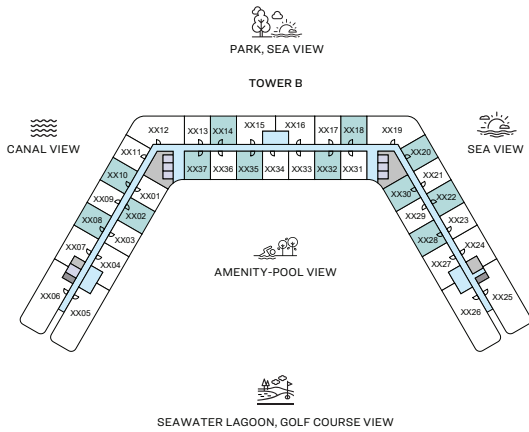 PARK, SEA VIEW
TOWER B
CANAL VIEW
SEA VIEW
XX12
XX13
XX14
XX15
XX16
XX17
XX18
XX19
XX11
XX20
XX10
XX37
XX36
XX35
XX34
XX33
XX32
XX31
XX21
XX09
XX01
XX30
XX22
XX08
XX02
XX29
XX23
XX07
XX03
XX28
XX24
XX04
XX27
XX06
XX25
XX05
XX26
AMENITY-POOL VIEW
SEAWATER LAGOON, GOLF COURSE VIEW